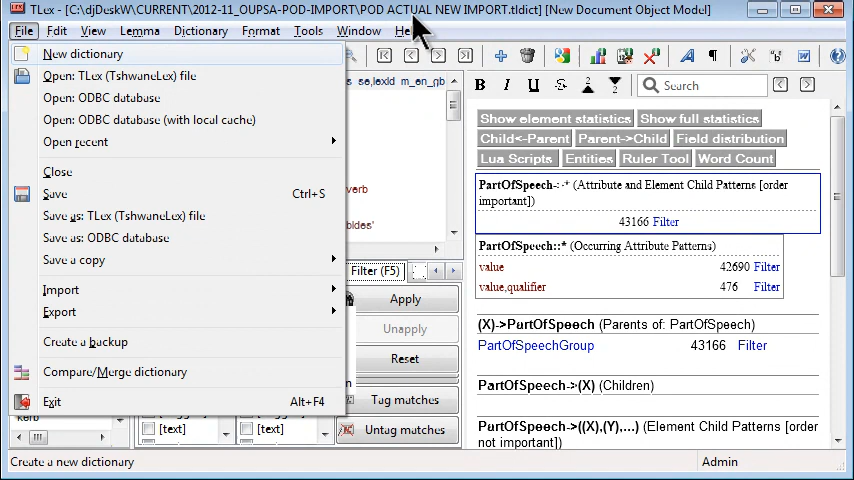 TLex - [C:\djDeskW\CURRENT\2012-11_OUPSA-POD-IMPORT\POD ACTUAL NEW IMPORT.tldict] [New Document Object Model]
File Edit View Lemma Dictionary Format Tools Window He
New dictionary
Open: TLex (TshwaneLex) file
Open: ODBC database
Open: ODBC database (with local cache)
Open recent
Close
Save Ctrl+S
Save as: TLex (TshwaneLex) file
Save as: ODBC database
Save a copy
Import
Export
Create a backup
Compare/Merge dictionary
Exit Alt+F4
se,lexId m_en_gb
verb
Filter (F5)
Apply
Unapply
Reset
Tag matches
Untag matches
[text] [text]
B I U S 2 2 Search
Show element statistics Show full statistics
Child<-Parent Parent->Child Field distribution
Lua Scripts Entities Ruler Tool Word Count
PartOfSpeech-:-* (Attribute and Element Child Patterns [order
important])
43166 Filter
PartOfSpeech::* (Occurring Attribute Patterns)
value 42690 Filter
value,qualifier 476 Filter
(X)->PartOfSpeech (Parents of: PartOfSpeech)
PartOfSpeechGroup 43166 Filter
PartOfSpeech->(X) (Children)
PartOfSpeech->((X),(Y),...) (Element Child Patterns [order
not important])
Create a new dictionary Admin